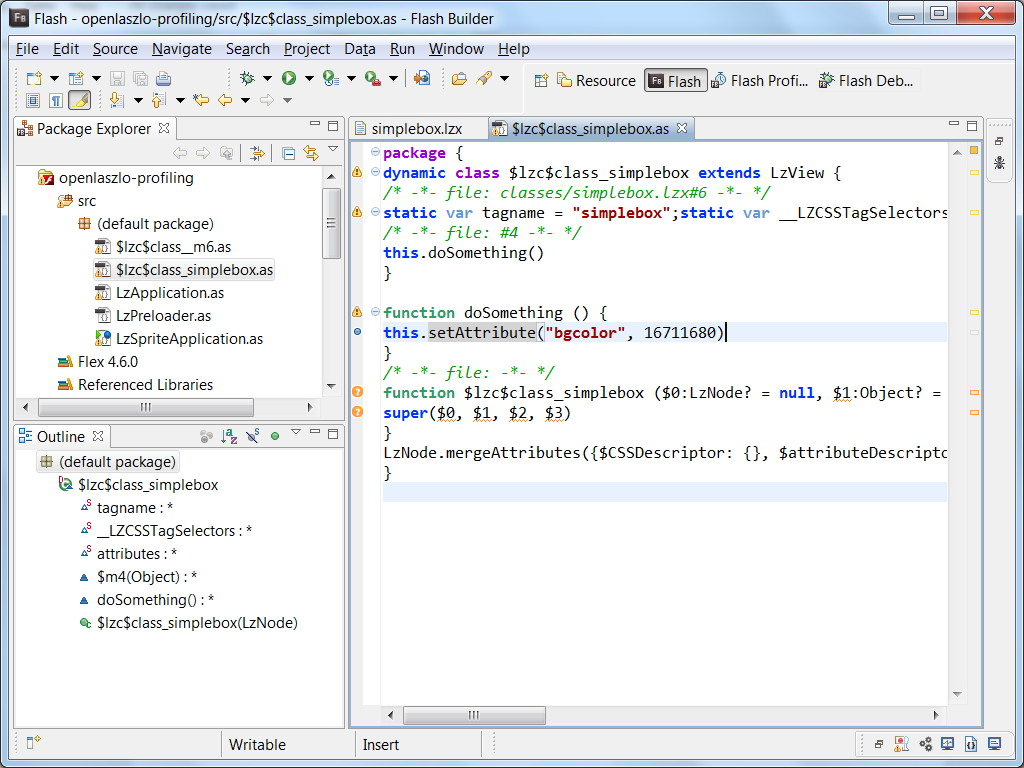 Fb Flash - openlaszlo-profiling/src/$lzc$class_simplebox.as - Flash Builder
File Edit Source Navigate Search Project Data Run Window Help
Resource Fb Flash Flash Profi... Flash Deb...
Package Explorer
openlaszlo-profiling
src
(default package)
$lzc$class__m6.as
$lzc$class_simplebox.as
LzApplication.as
LzPreloader.as
LzSpriteApplication.as
Flex 4.6.0
Referenced Libraries
Outline
(default package)
$lzc$class_simplebox
tagname : *
__LZCSSTagSelectors : *
attributes : *
$m4(Object) : *
doSomething() : *
$lzc$class_simplebox(LzNode)
simplebox.lzx $lzc$class_simplebox.as
package {
dynamic class $lzc$class_simplebox extends LzView {
/* -*- file: classes/simplebox.lzx#6 -*- */
static var tagname = "simplebox";static var __LZCSSTagSelectors
/* -*- file: #4 -*- */
this.doSomething()
}
function doSomething () {
this.setAttribute("bgcolor", 16711680)
}
/* -*- file: -*- */
function $lzc$class_simplebox ($0:LzNode? = null, $1:Object? =
super($0, $1, $2, $3)
}
LzNode.mergeAttributes({$CSSDescriptor: {}, $attributeDescripto
}
Writable Insert